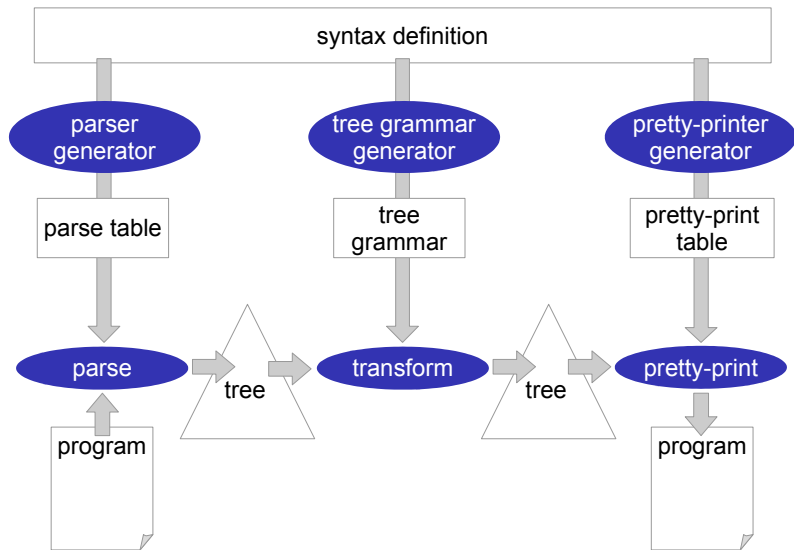 syntax definition
parser
generator
tree grammar
generator
pretty-printer
generator
parse table
tree
grammar
pretty-print
table
parse
tree
transform
tree
pretty-print
program
program